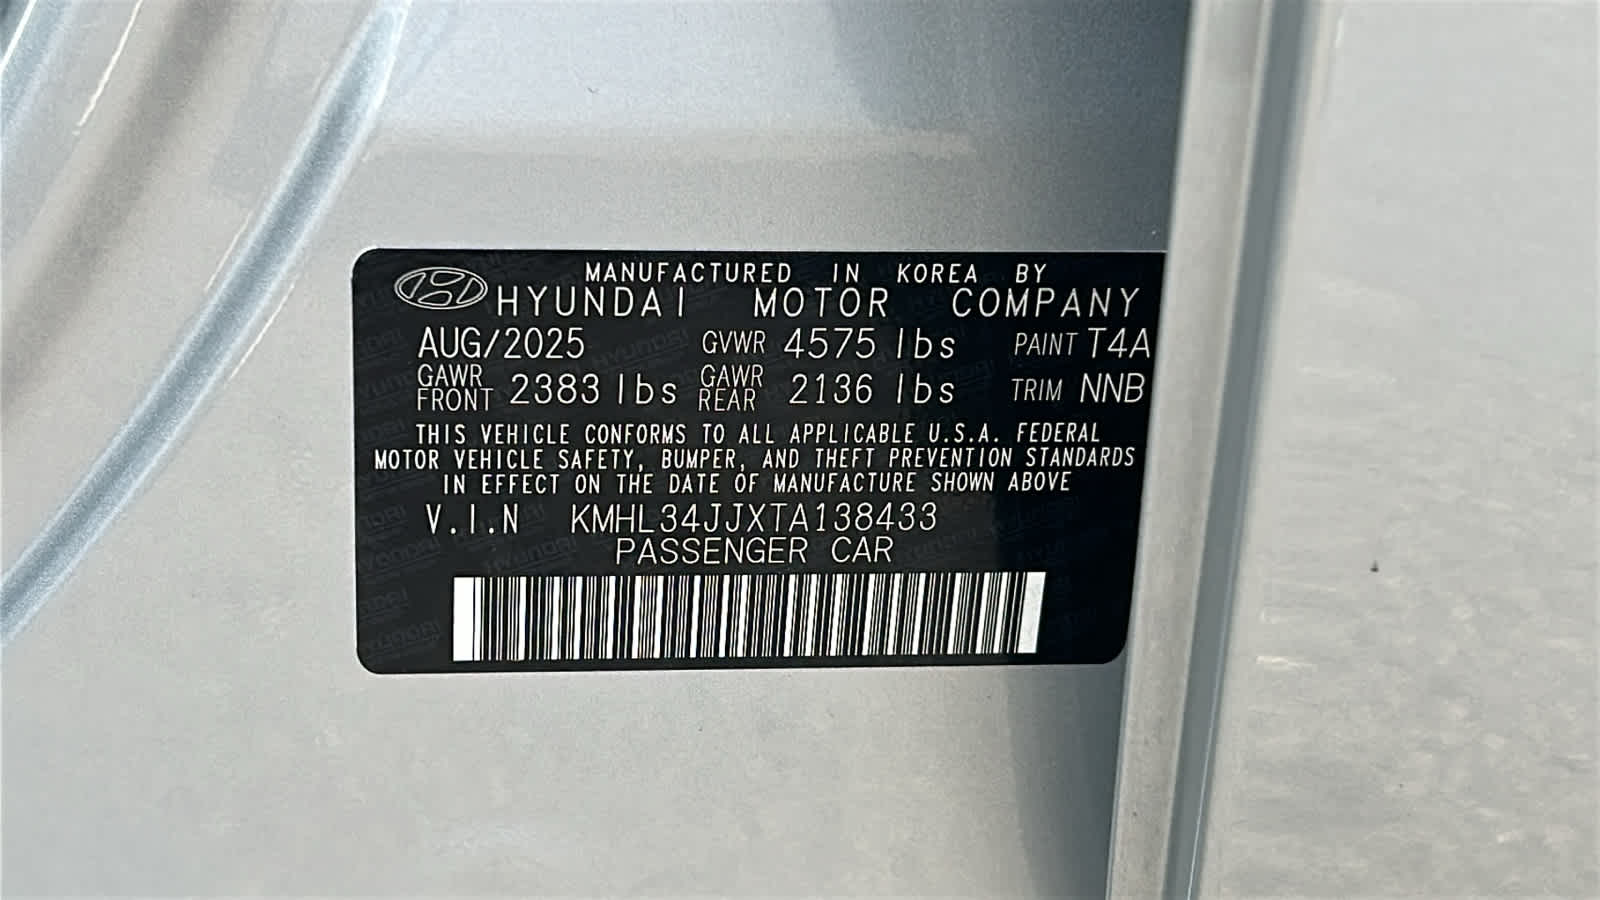 MANUFACTURED IN KOREA BY
HYUNDAI MOTOR COMPANY
AUG/2025 GVWR 4575 lbs PAINT T4A
GAWR FRONT 2383 lbs GAWR REAR 2136 lbs TRIM NNB
THIS VEHICLE CONFORMS TO ALL APPLICABLE U.S.A. FEDERAL
MOTOR VEHICLE SAFETY, BUMPER, AND THEFT PREVENTION STANDARDS
IN EFFECT ON THE DATE OF MANUFACTURE SHOWN ABOVE
V.I.N KMHL34JJXTA138433
PASSENGER CAR